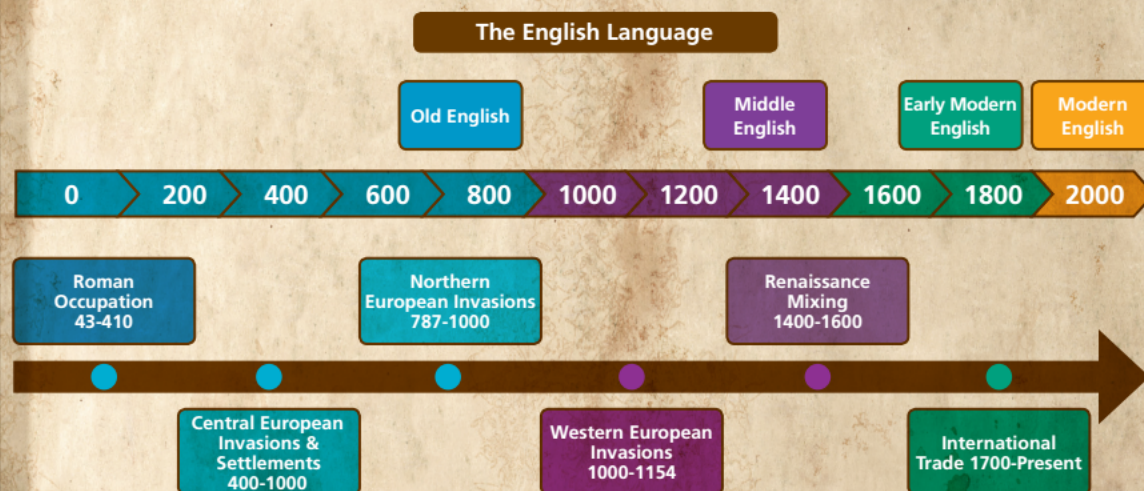 The English Language
Old English
Middle
English
Early Modern
English
Modern
English
0
200
400
600
800
1000
1200
1400
1600
1800
2000
Roman
Occupation
43-410
Northern
European Invasions
787-1000
Renaissance
Mixing
1400-1600
Central European
Invasions &
Settlements
400-1000
Western European
Invasions
1000-1154
International
Trade 1700-Present